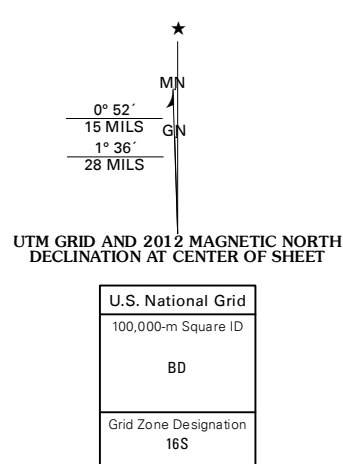 ★
MN
0° 52´
15 MILS
GN
1° 36´
28 MILS
UTM GRID AND 2012 MAGNETIC NORTH
DECLINATION AT CENTER OF SHEET
U.S. National Grid
100,000-m Square ID
BD
Grid Zone Designation
16S